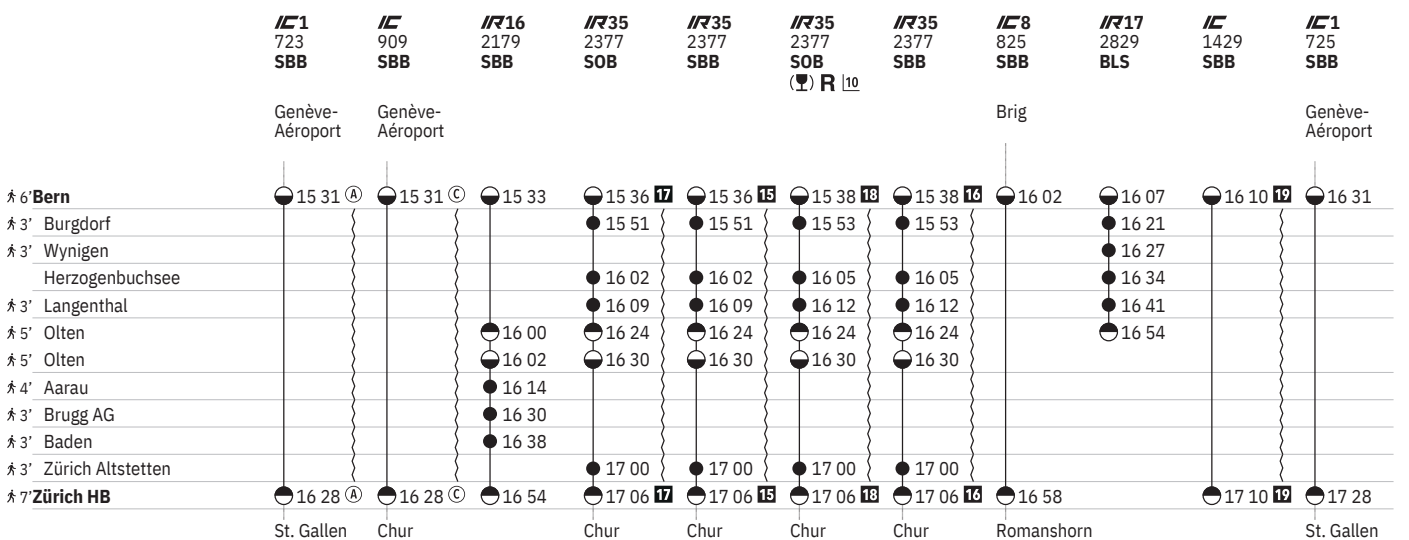 IC1 IC IR16 IR35 IR35 IR35 IR35 IC8 IR17 IC IC1
723 909 2179 2377 2377 2377 2377 825 2829 1429 725
SBB SBB SBB SOB SBB SOB SBB SBB BLS SBB SBB
R 10
Genève- Genève- Brig Genève-
Aéroport Aéroport Aéroport
6’ Bern 15 31 A 15 31 C 15 33 15 36 17 15 36 15 15 38 18 15 38 16 16 02 16 07 16 10 19 16 31
3’ Burgdorf 15 51 15 51 15 53 15 53 16 21
3’ Wynigen 16 27
Herzogenbuchsee 16 02 16 02 16 05 16 05 16 34
3’ Langenthal 16 09 16 09 16 12 16 12 16 41
5’ Olten 16 00 16 24 16 24 16 24 16 24 16 54
5’ Olten 16 02 16 30 16 30 16 30 16 30
4’ Aarau 16 14
3’ Brugg AG 16 30
3’ Baden 16 38
3’ Zürich Altstetten 17 00 17 00 17 00 17 00
7’ Zürich HB 16 28 A 16 28 C 16 54 17 06 17 17 06 15 17 06 18 17 06 16 16 58 17 10 19 17 28
St. Gallen Chur Chur Chur Chur Chur Romanshorn St. Gallen